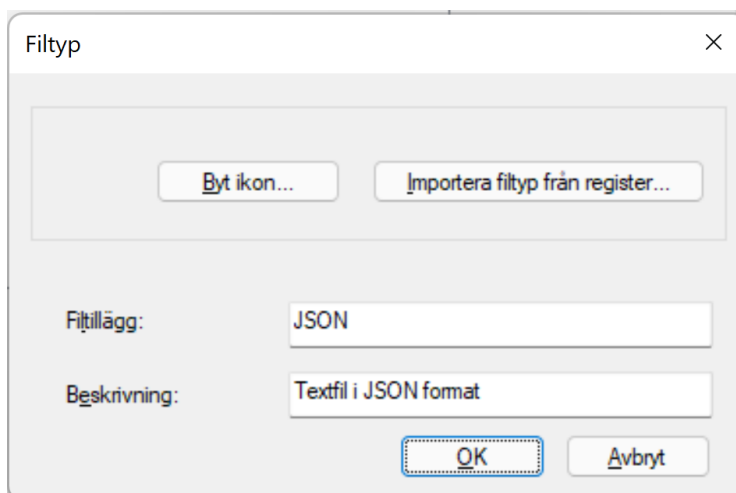 Filtyp
Byt ikon... Importera filtyp från register...
Filtillägg: JSON
Beskrivning: Textfil i JSON format
OK Avbryt